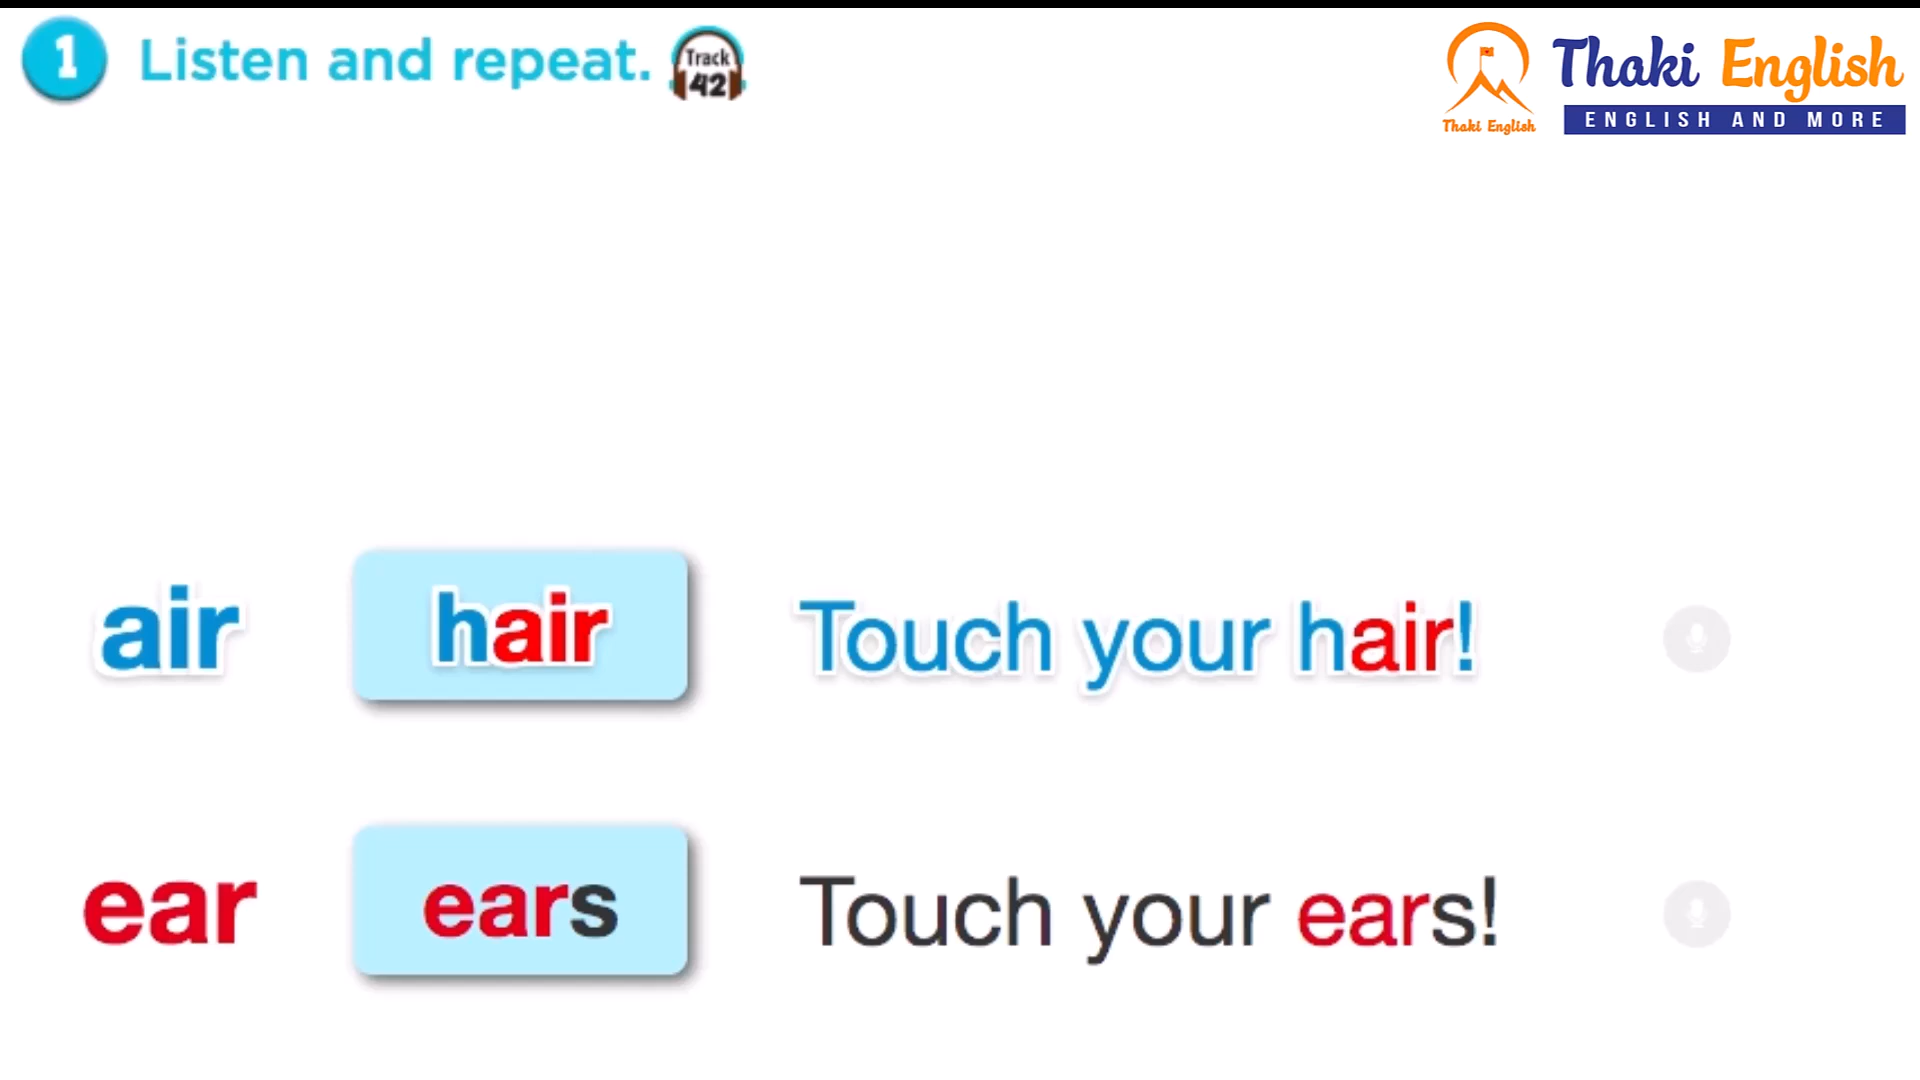 1 Listen and repeat. Track 42
Thaki English
Thaki English
ENGLISH AND MORE
air hair Touch your hair!
ear ears Touch your ears!